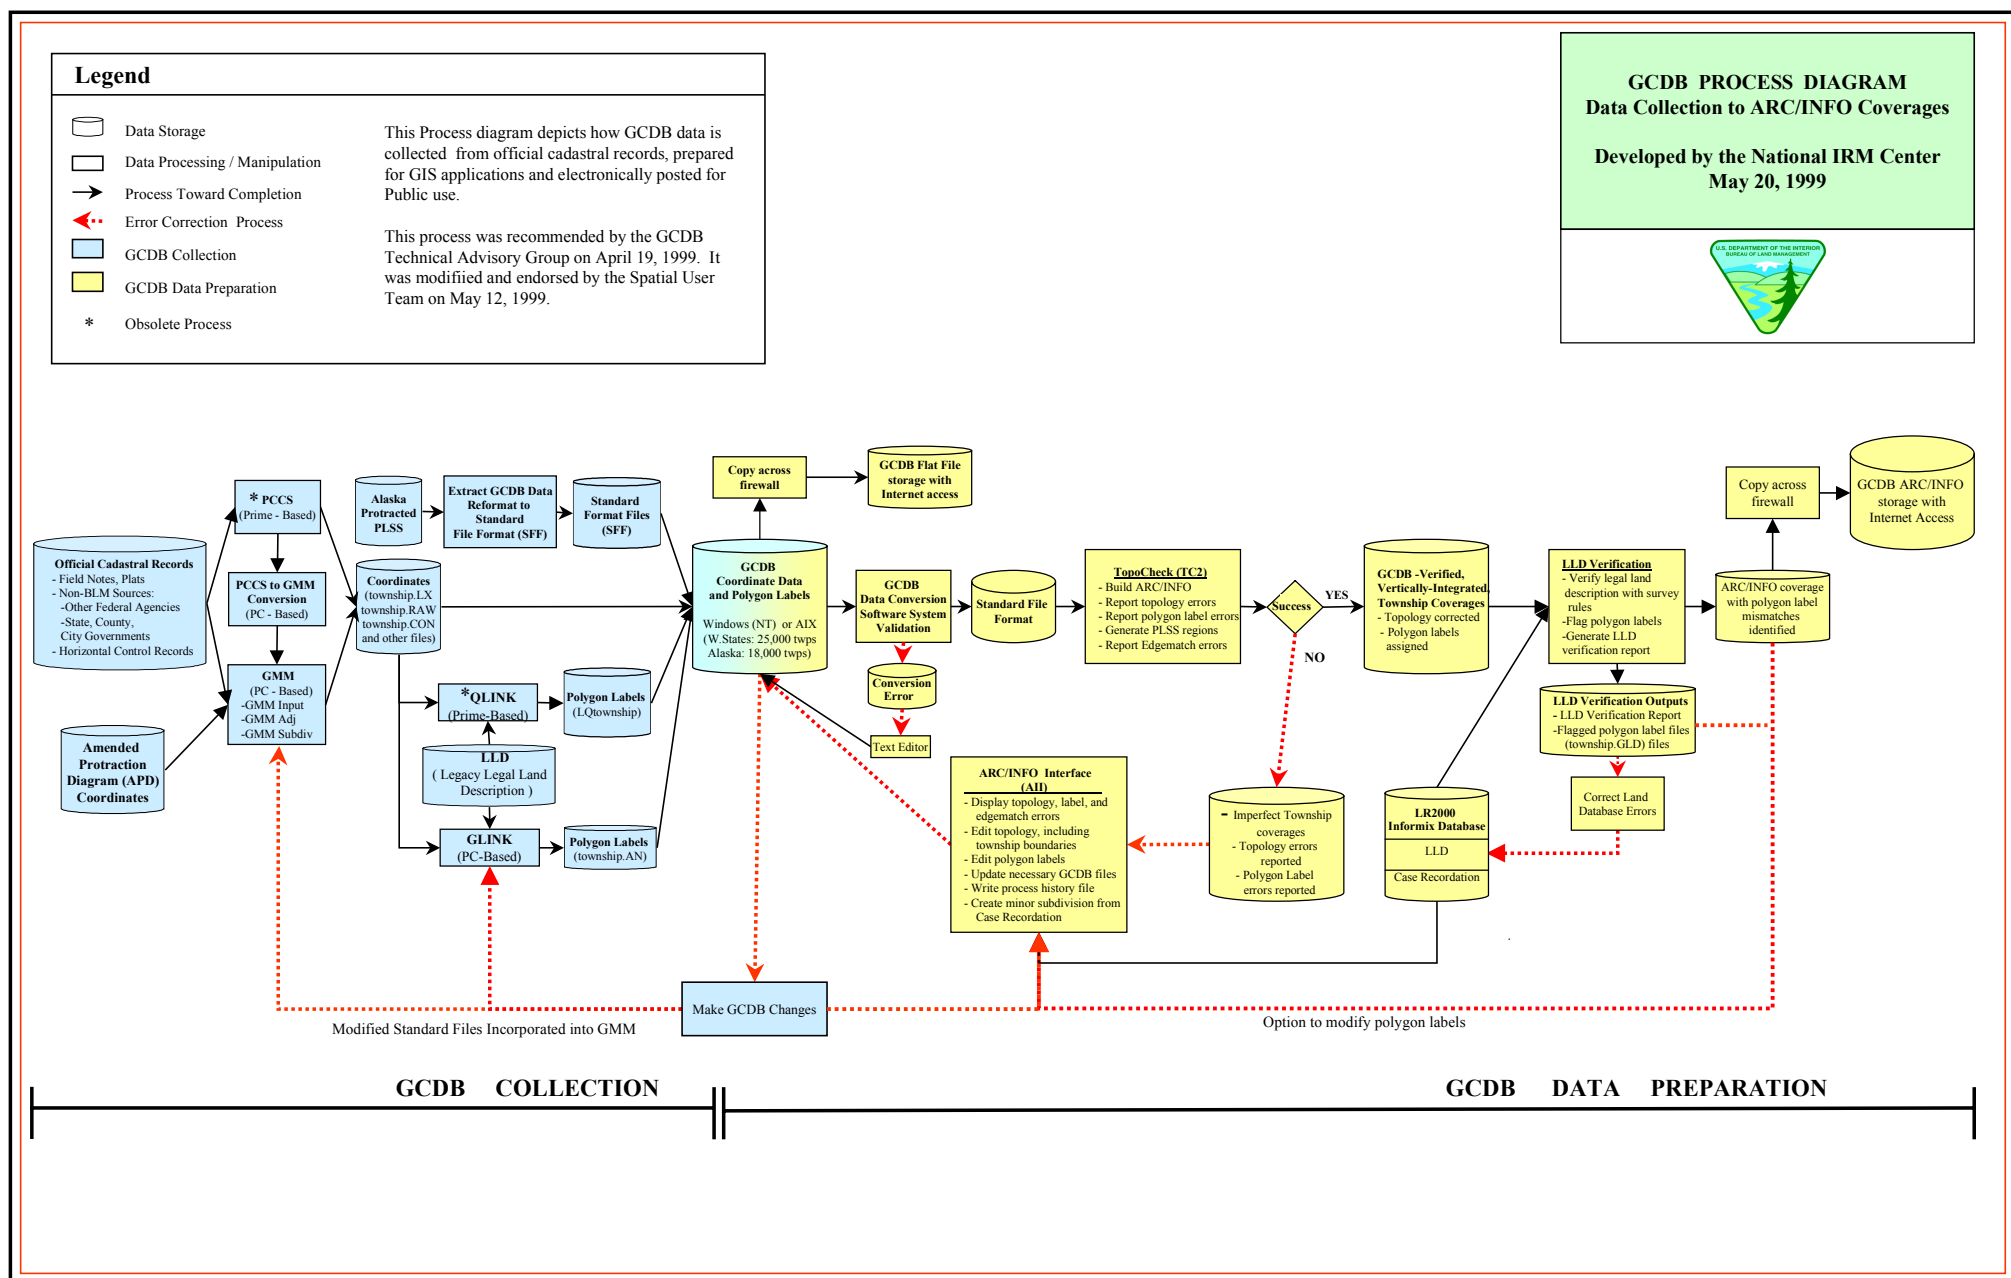 Legend
Data Storage
Data Processing / Manipulation
Process Toward Completion
Error Correction Process
GCDB Collection
GCDB Data Preparation
* Obsolete Process
This Process diagram depicts how GCDB data is
collected from official cadastral records, prepared
for GIS applications and electronically posted for
Public use.
This process was recommended by the GCDB
Technical Advisory Group on April 19, 1999. It
was modifiied and endorsed by the Spatial User
Team on May 12, 1999.
GCDB PROCESS DIAGRAM
Data Collection to ARC/INFO Coverages
Developed by the National IRM Center
May 20, 1999
U.S. DEPARTMENT OF THE INTERIOR
BUREAU OF LAND MANAGEMENT
Official Cadastral Records
- Field Notes, Plats
- Non-BLM Sources:
-Other Federal Agencies
-State, County,
City Governments
- Horizontal Control Records
Amended
Protraction
Diagram (APD)
Coordinates
* PCCS
(Prime - Based)
PCCS to GMM
Conversion
(PC - Based)
GMM
(PC - Based)
-GMM Input
-GMM Adj
-GMM Subdiv
Alaska
Protracted
PLSS
Extract GCDB Data
Reformat to
Standard
File Format (SFF)
Standard
Format Files
(SFF)
Coordinates
(township.LX
township.RAW
township.CON
and other files)
*QLINK
(Prime-Based)
Polygon Labels
(LQtownship)
LLD
( Legacy Legal Land
Description )
GLINK
(PC-Based)
Polygon Labels
(township.AN)
Copy across
firewall
GCDB Flat File
storage with
Internet access
GCDB
Coordinate Data
and Polygon Labels
Windows (NT) or AIX
(W.States: 25,000 twps
Alaska: 18,000 twps)
GCDB
Data Conversion
Software System
Validation
Conversion
Error
Text Editor
Standard File
Format
TopoCheck (TC2)
- Build ARC/INFO
- Report topology errors
- Report polygon label errors
- Generate PLSS regions
- Report Edgematch errors
Success
YES
NO
GCDB -Verified,
Vertically-Integrated,
Township Coverages
- Topology corrected
- Polygon labels
assigned
LLD Verification
- Verify legal land
description with survey
rules
-Flag polygon labels
-Generate LLD
verification report
ARC/INFO coverage
with polygon label
mismatches
identified
Copy across
firewall
GCDB ARC/INFO
storage with
Internet Access
LLD Verification Outputs
- LLD Verification Report
-Flagged polygon label files
(township.GLD) files
Correct Land
Database Errors
LR2000
Informix Database
LLD
Case Recordation
- Imperfect Township
coverages
- Topology errors
reported
- Polygon Label
errors reported
ARC/INFO Interface
(AII)
- Display topology, label, and
edgematch errors
- Edit topology, including
township boundaries
- Edit polygon labels
- Update necessary GCDB files
- Write process history file
- Create minor subdivision from
Case Recordation
Make GCDB Changes
Modified Standard Files Incorporated into GMM
Option to modify polygon labels
GCDB COLLECTION
GCDB DATA PREPARATION